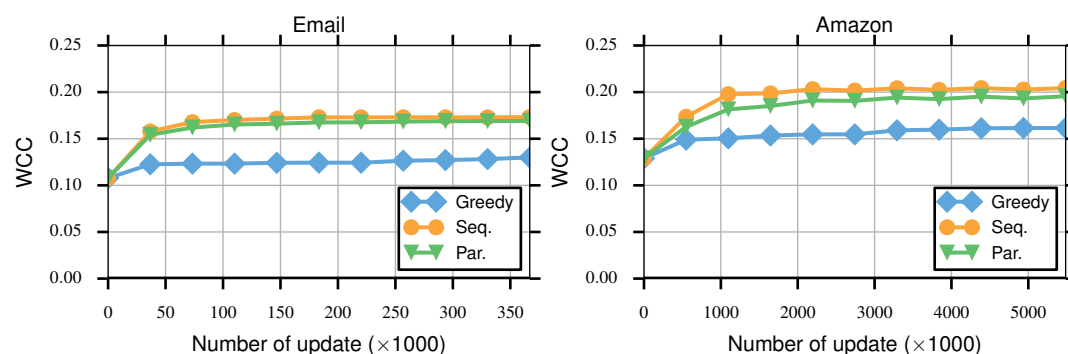 Email
0.25
0.20
0.15
0.10
0.05
0.00
WCC
0 50 100 150 200 250 300 350
Number of update (×1000)
Greedy
Seq.
Par.
Amazon
0.25
0.20
0.15
0.10
0.05
0.00
WCC
0 1000 2000 3000 4000 5000
Number of update (×1000)
Greedy
Seq.
Par.